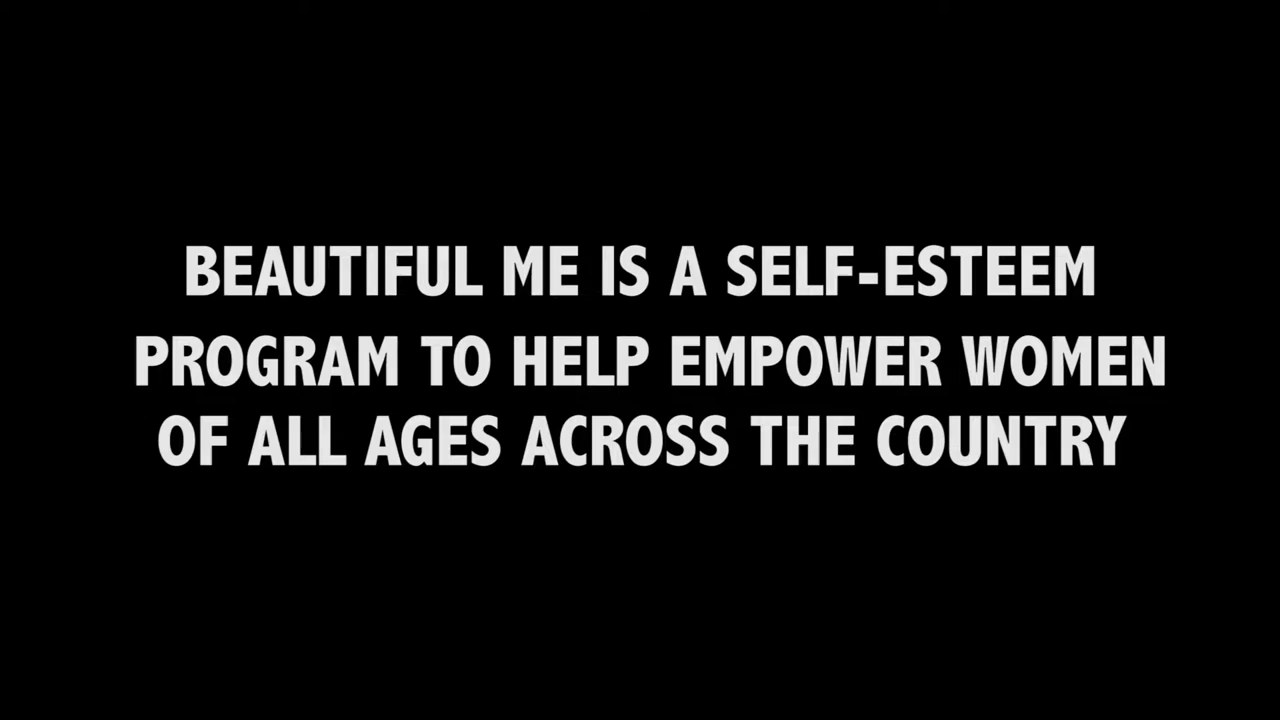 BEAUTIFUL ME IS A SELF-ESTEEM
PROGRAM TO HELP EMPOWER WOMEN
OF ALL AGES ACROSS THE COUNTRY